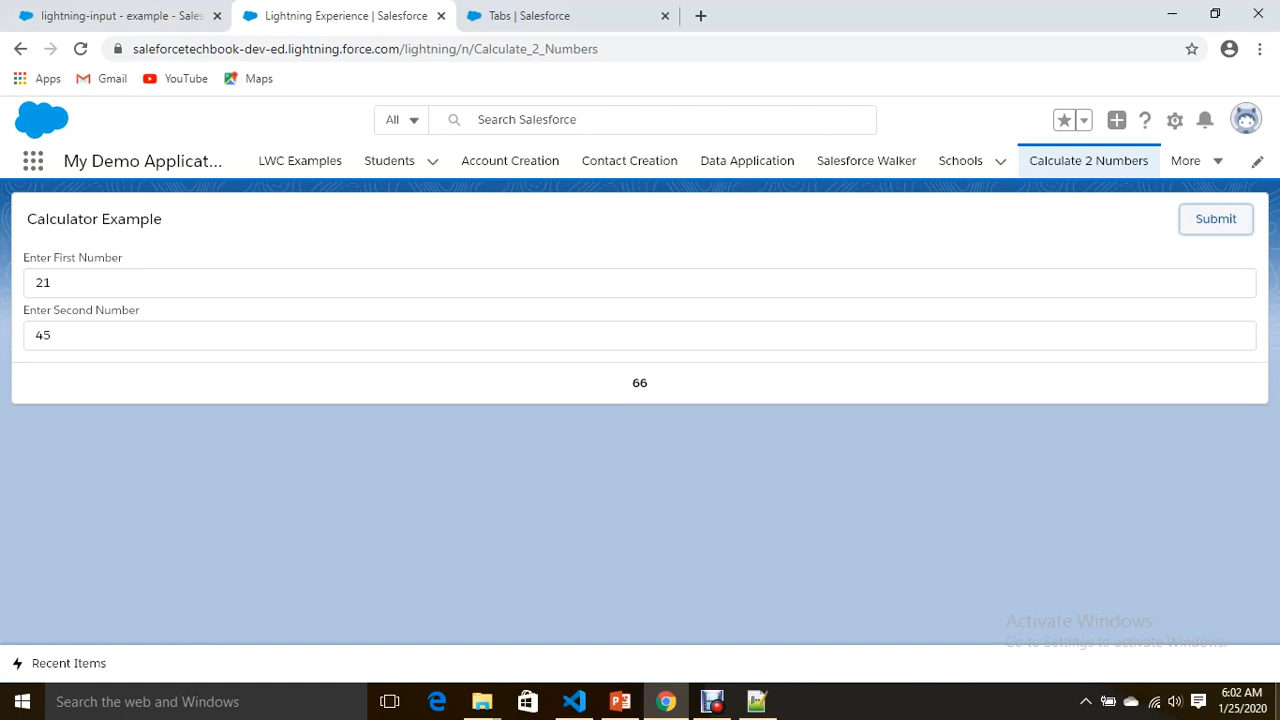 lightning-input - example - Sales
Lightning Experience | Salesforce
Tabs | Salesforce
saleforcetechbook-dev-ed.lightning.force.com/lightning/n/Calculate_2_Numbers
Apps Gmail YouTube Maps
All Search Salesforce
My Demo Applicat... LWC Examples Students Account Creation Contact Creation Data Application Salesforce Walker Schools Calculate 2 Numbers More
Calculator Example
Submit
Enter First Number
21
Enter Second Number
45
66
Activate Windows
Go to Settings to activate Windows.
Recent Items
Search the web and Windows
6:02 AM
1/25/2020